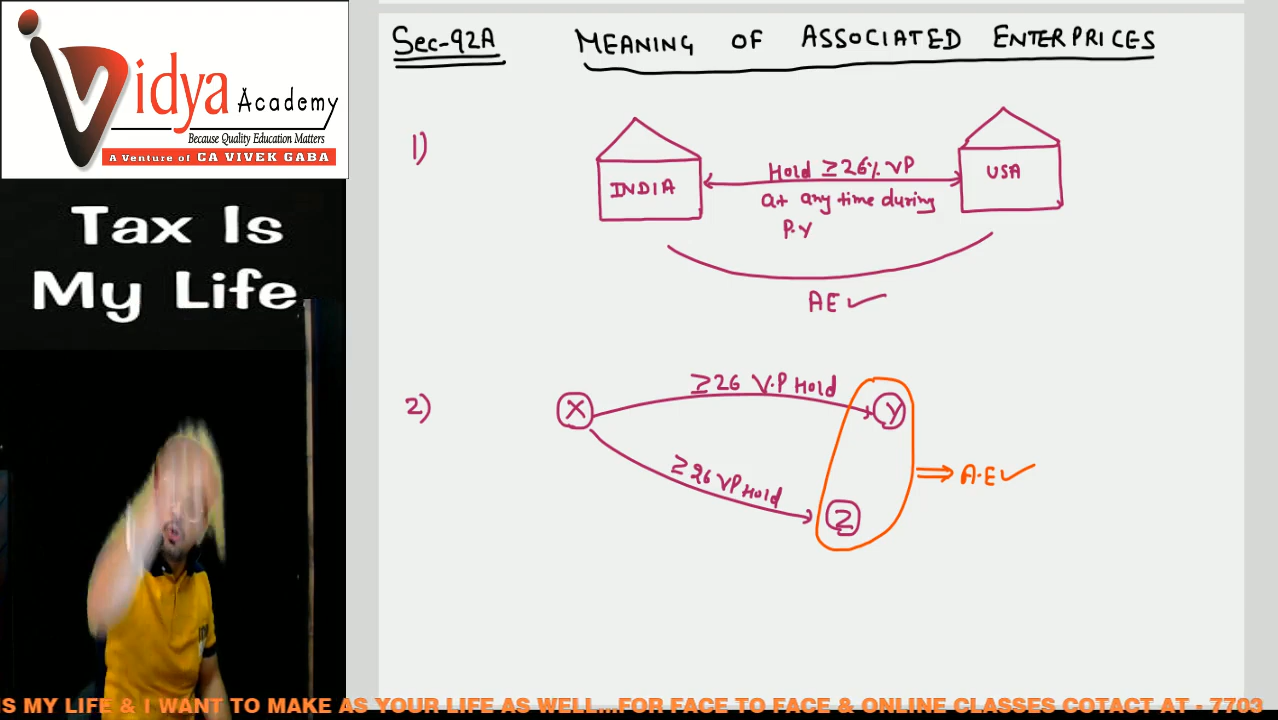 Vidya
Academy
Because Quality Education Matters
A Venture of CA VIVEK GABA
Tax Is
My Life
Sec-92A MEANING OF ASSOCIATED ENTERPRICES
1)
INDIA
Hold ≥26% VP
at any time during
P.Y
USA
AE ✓
2)
X
≥26 V.P Hold
Y
≥26 VP Hold
Z
⇒ A.E ✓
S MY LIFE & I WANT TO MAKE AS YOUR LIFE AS WELL...FOR FACE TO FACE & ONLINE CLASSES COTACT AT - 7703